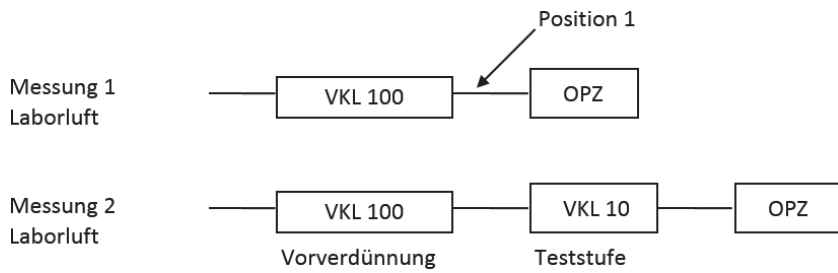 Position 1
Messung 1
Laborluft
VKL 100
OPZ
Messung 2
Laborluft
VKL 100
VKL 10
OPZ
Vorverdünnung
Teststufe